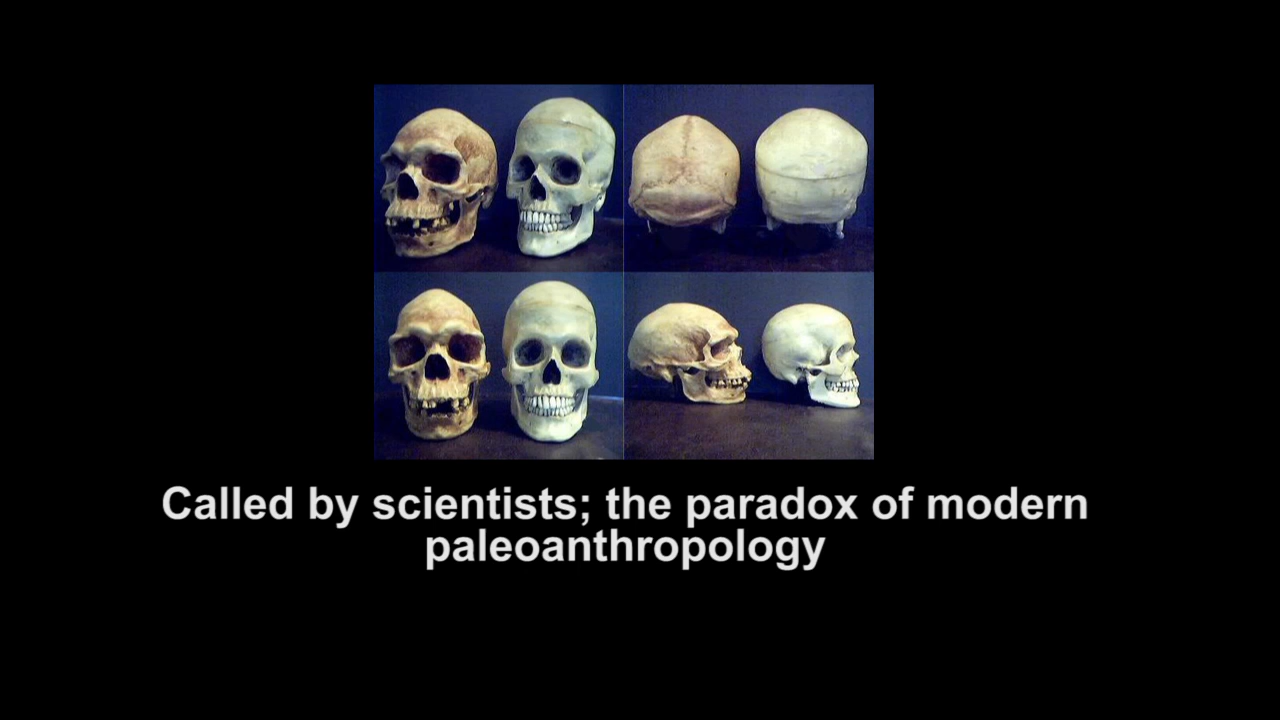 Called by scientists; the paradox of modern
paleoanthropology